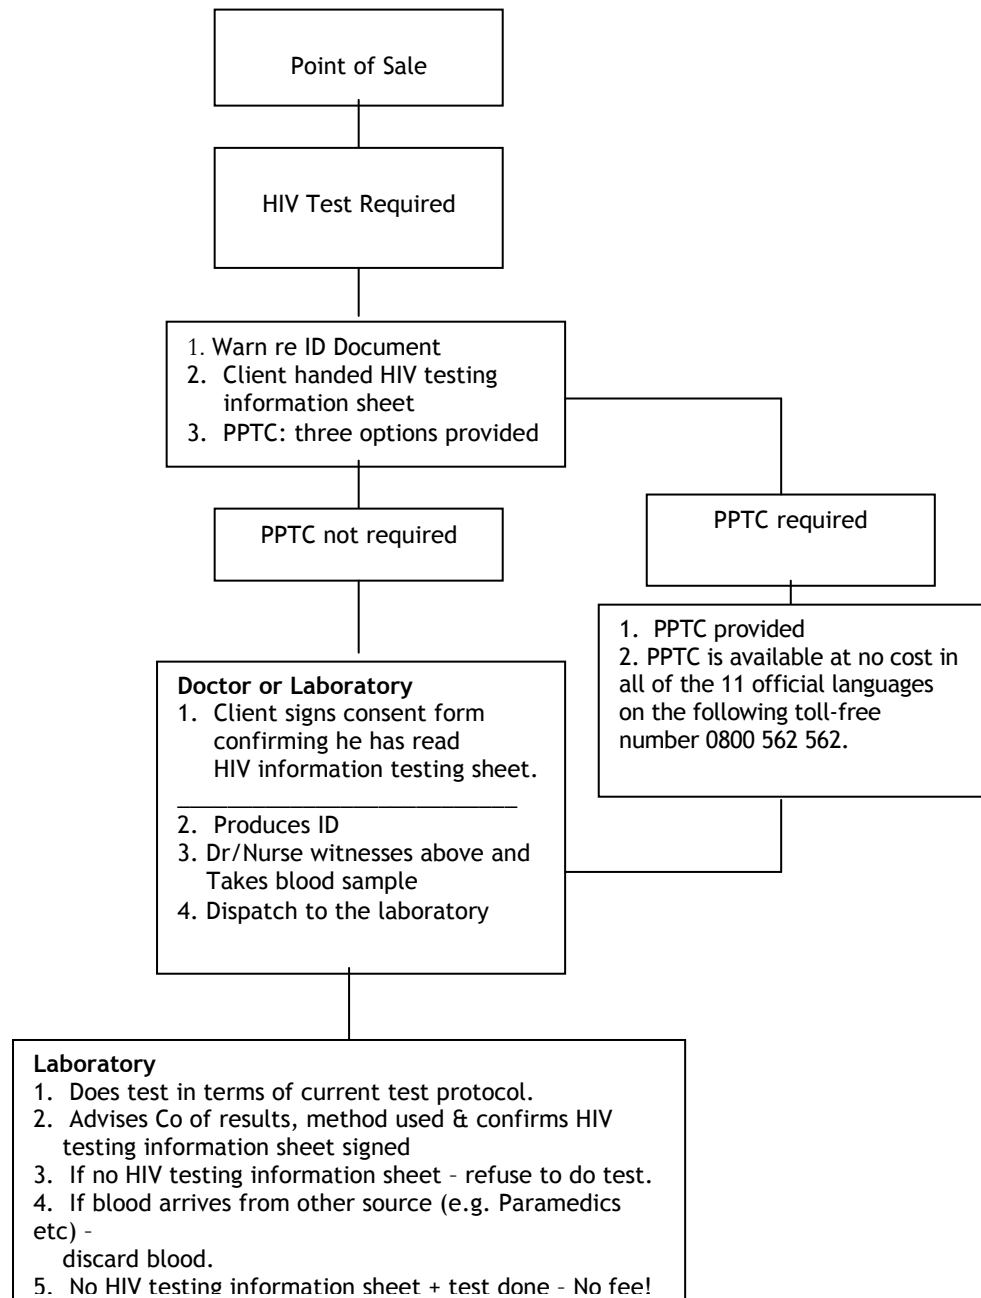 Point of Sale
HIV Test Required
1. Warn re ID Document
2. Client handed HIV testing
information sheet
3. PPTC: three options provided
PPTC not required
PPTC required
1. PPTC provided
2. PPTC is available at no cost in
all of the 11 official languages
on the following toll-free
number 0800 562 562.
Doctor or Laboratory
1. Client signs consent form
confirming he has read
HIV information testing sheet.
____________________________
2. Produces ID
3. Dr/Nurse witnesses above and
Takes blood sample
4. Dispatch to the laboratory
Laboratory
1. Does test in terms of current test protocol.
2. Advises Co of results, method used & confirms HIV
testing information sheet signed
3. If no HIV testing information sheet – refuse to do test.
4. If blood arrives from other source (e.g. Paramedics
etc) –
discard blood.
5. No HIV testing information sheet + test done – No fee!